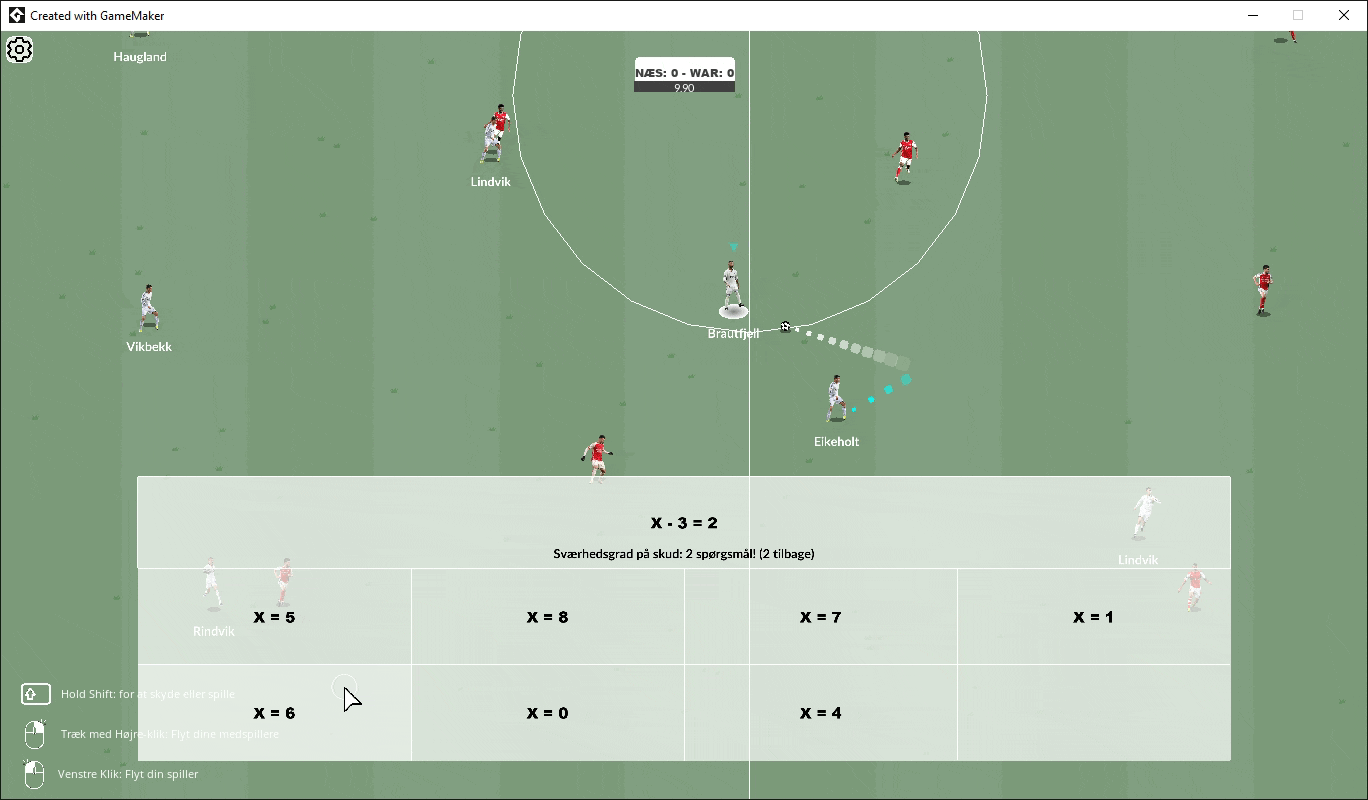 Created with GameMaker
Haugland
NÆS: 0 - WAR: 0
9.90
Lindvik
Brautfjell
Vikbekk
Eikeholt
X - 3 = 2
Sværhedsgrad på skud: 2 spørgsmål! (2 tilbage)
Lindvik
X = 5
X = 8
X = 7
X = 1
Rindvik
Hold Shift: for at skyde eller spille
X = 6
X = 0
X = 4
Træk med Højre-klik: Flyt dine medspillere
Venstre Klik: Flyt din spiller